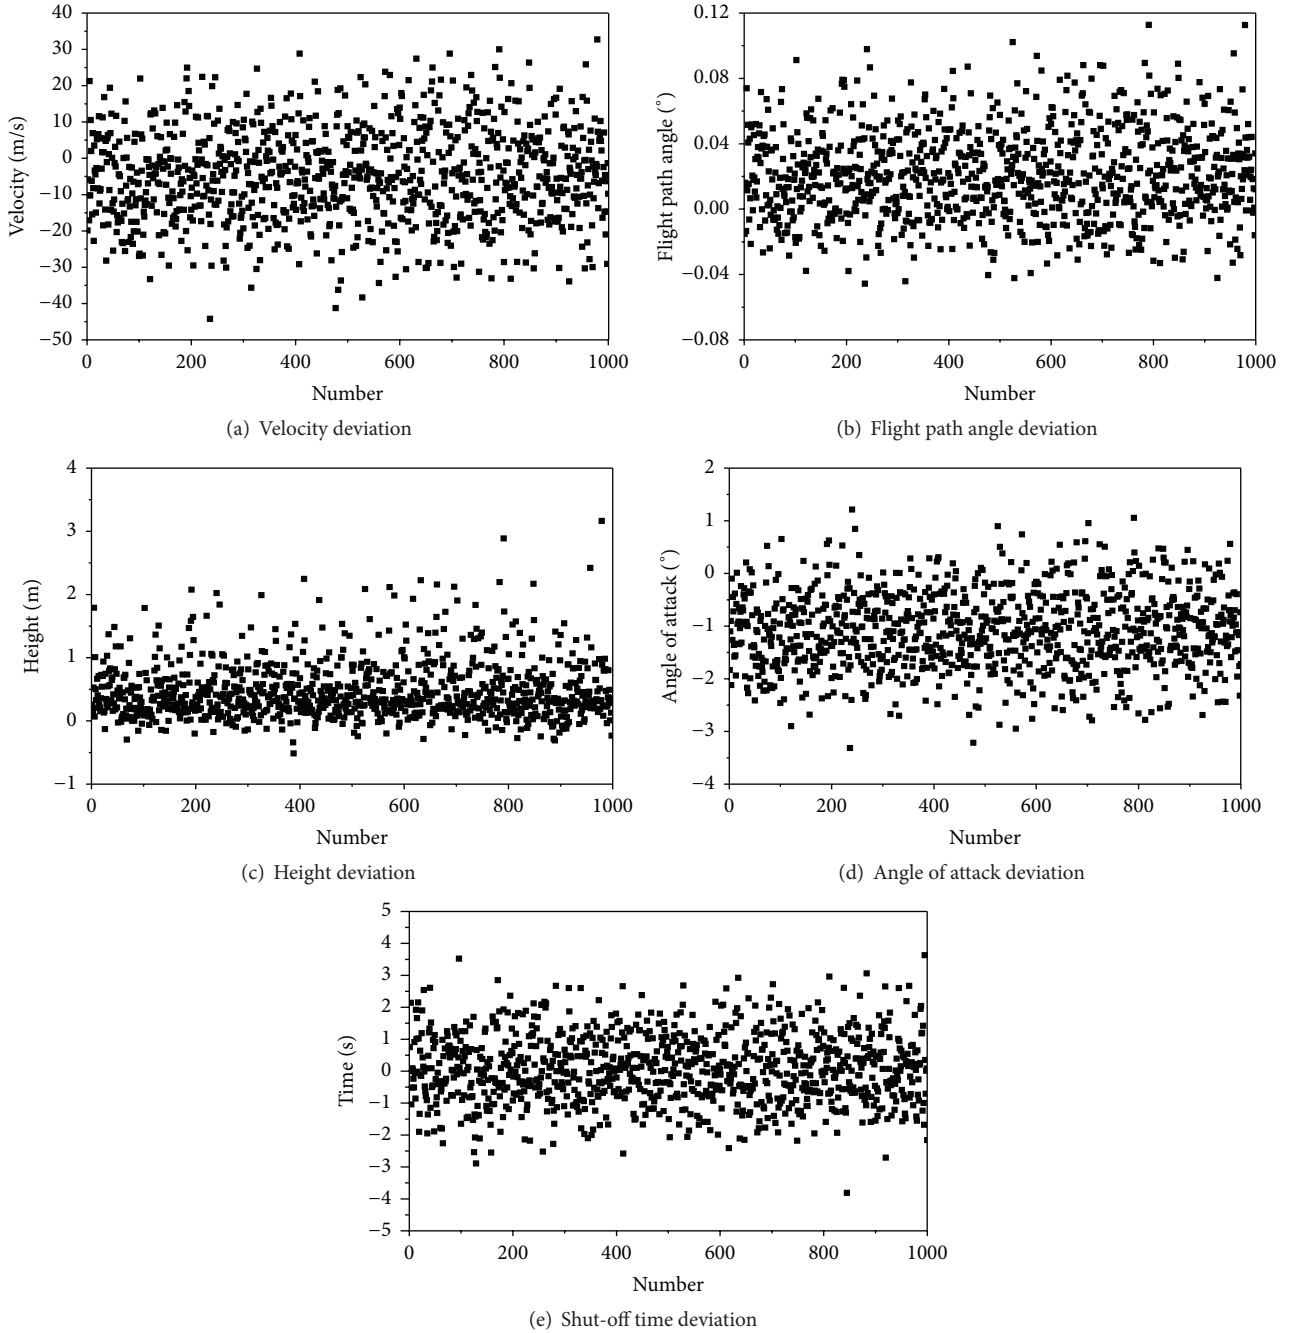 40
30
20
10
0
−10
−20
−30
−40
−50
Velocity (m/s)
0 200 400 600 800 1000
Number
(a) Velocity deviation
0.12
0.08
0.04
0.00
−0.04
−0.08
Flight path angle (°)
0 200 400 600 800 1000
Number
(b) Flight path angle deviation
4
3
2
1
0
−1
Height (m)
0 200 400 600 800 1000
Number
(c) Height deviation
2
1
0
−1
−2
−3
−4
Angle of attack (°)
0 200 400 600 800 1000
Number
(d) Angle of attack deviation
5
4
3
2
1
0
−1
−2
−3
−4
−5
Time (s)
0 200 400 600 800 1000
Number
(e) Shut-off time deviation